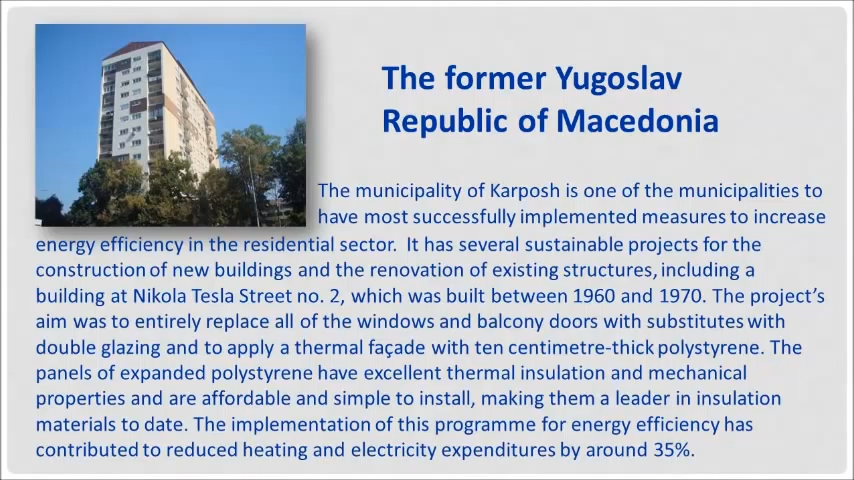 The former Yugoslav
Republic of Macedonia
The municipality of Karposh is one of the municipalities to
have most successfully implemented measures to increase
energy efficiency in the residential sector.  It has several sustainable projects for the
construction of new buildings and the renovation of existing structures, including a
building at Nikola Tesla Street no. 2, which was built between 1960 and 1970. The project's
aim was to entirely replace all of the windows and balcony doors with substitutes with
double glazing and to apply a thermal façade with ten centimetre-thick polystyrene. The
panels of expanded polystyrene have excellent thermal insulation and mechanical
properties and are affordable and simple to install, making them a leader in insulation
materials to date. The implementation of this programme for energy efficiency has
contributed to reduced heating and electricity expenditures by around 35%.